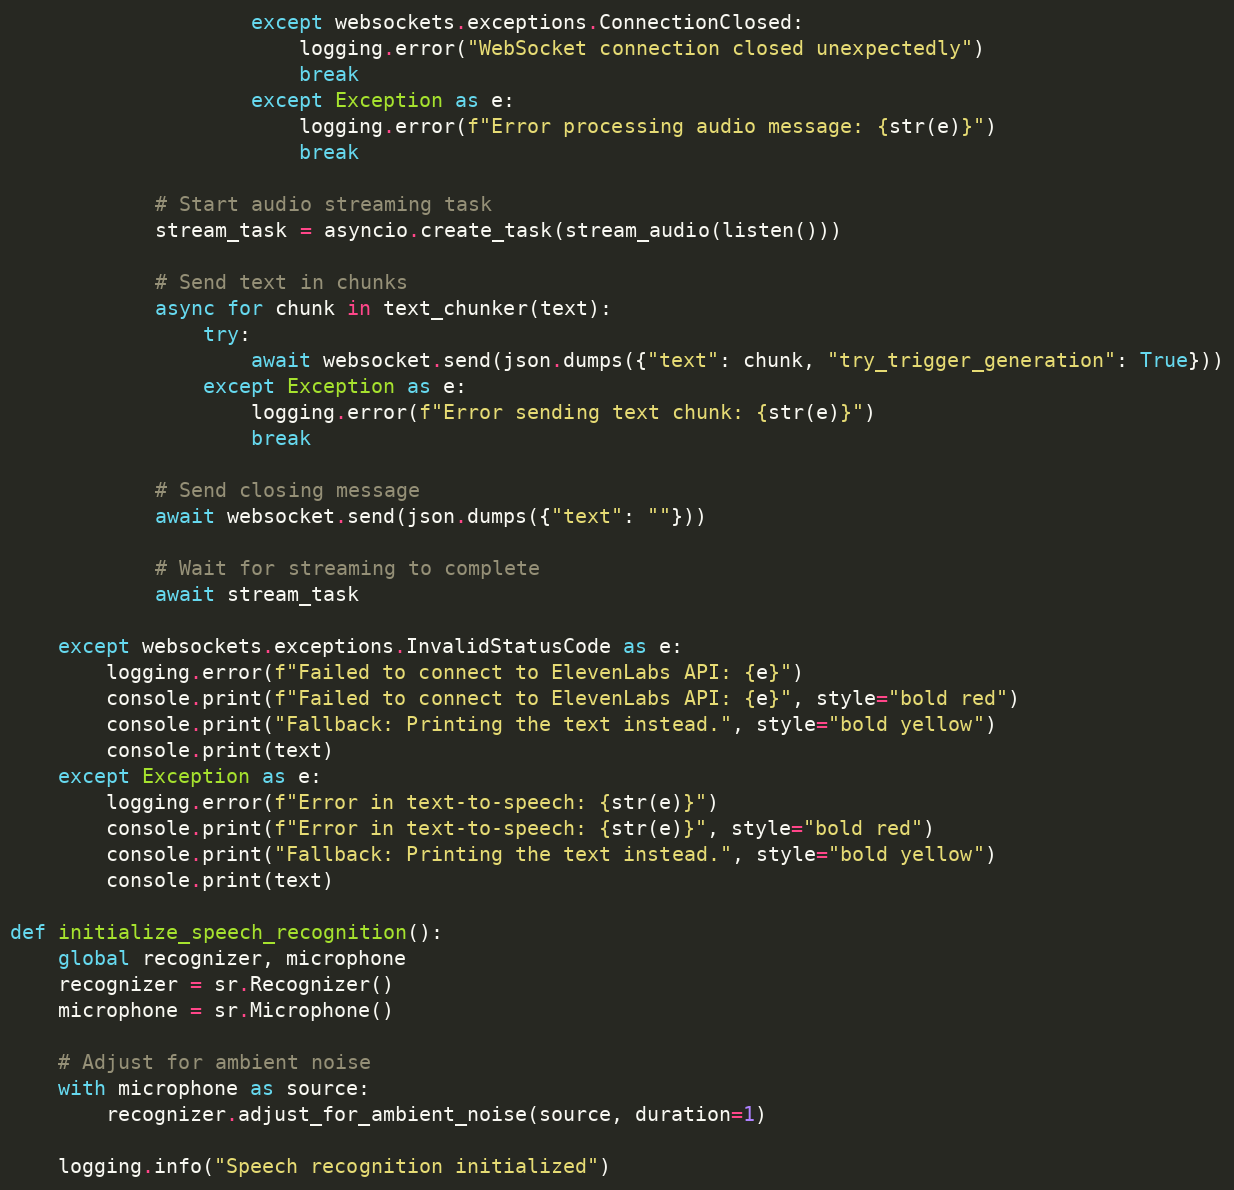 except websockets.exceptions.ConnectionClosed:
                        logging.error("WebSocket connection closed unexpectedly")
                        break
                    except Exception as e:
                        logging.error(f"Error processing audio message: {str(e)}")
                        break

            # Start audio streaming task
            stream_task = asyncio.create_task(stream_audio(listen()))

            # Send text in chunks
            async for chunk in text_chunker(text):
                try:
                    await websocket.send(json.dumps({"text": chunk, "try_trigger_generation": True}))
                except Exception as e:
                    logging.error(f"Error sending text chunk: {str(e)}")
                    break

            # Send closing message
            await websocket.send(json.dumps({"text": ""}))

            # Wait for streaming to complete
            await stream_task

    except websockets.exceptions.InvalidStatusCode as e:
        logging.error(f"Failed to connect to ElevenLabs API: {e}")
        console.print(f"Failed to connect to ElevenLabs API: {e}", style="bold red")
        console.print("Fallback: Printing the text instead.", style="bold yellow")
        console.print(text)
    except Exception as e:
        logging.error(f"Error in text-to-speech: {str(e)}")
        console.print(f"Error in text-to-speech: {str(e)}", style="bold red")
        console.print("Fallback: Printing the text instead.", style="bold yellow")
        console.print(text)

def initialize_speech_recognition():
    global recognizer, microphone
    recognizer = sr.Recognizer()
    microphone = sr.Microphone()

    # Adjust for ambient noise
    with microphone as source:
        recognizer.adjust_for_ambient_noise(source, duration=1)

    logging.info("Speech recognition initialized")